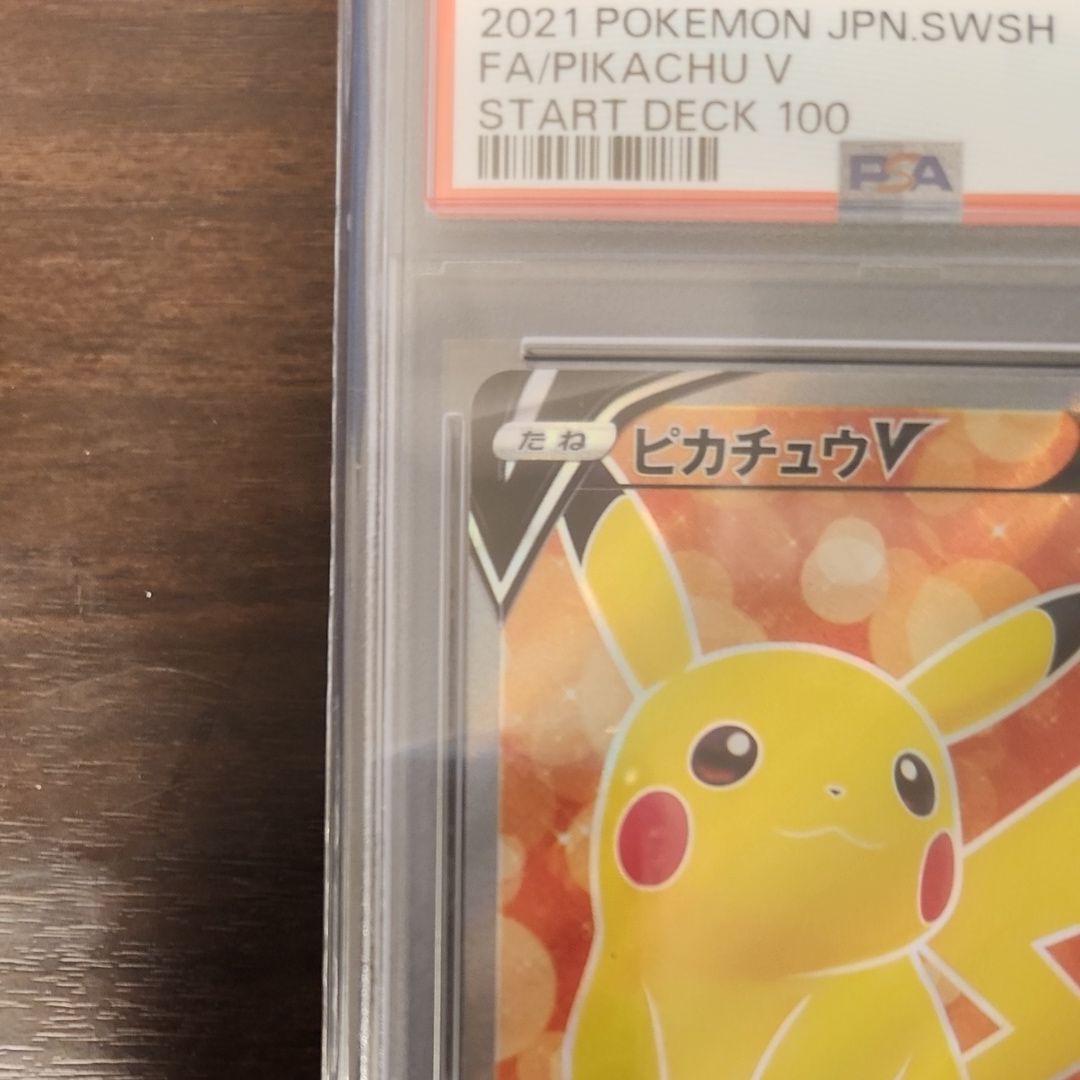 2021 POKEMON JPN.SWSH
FA/PIKACHU V
START DECK 100
PSA
たね ピカチュウV